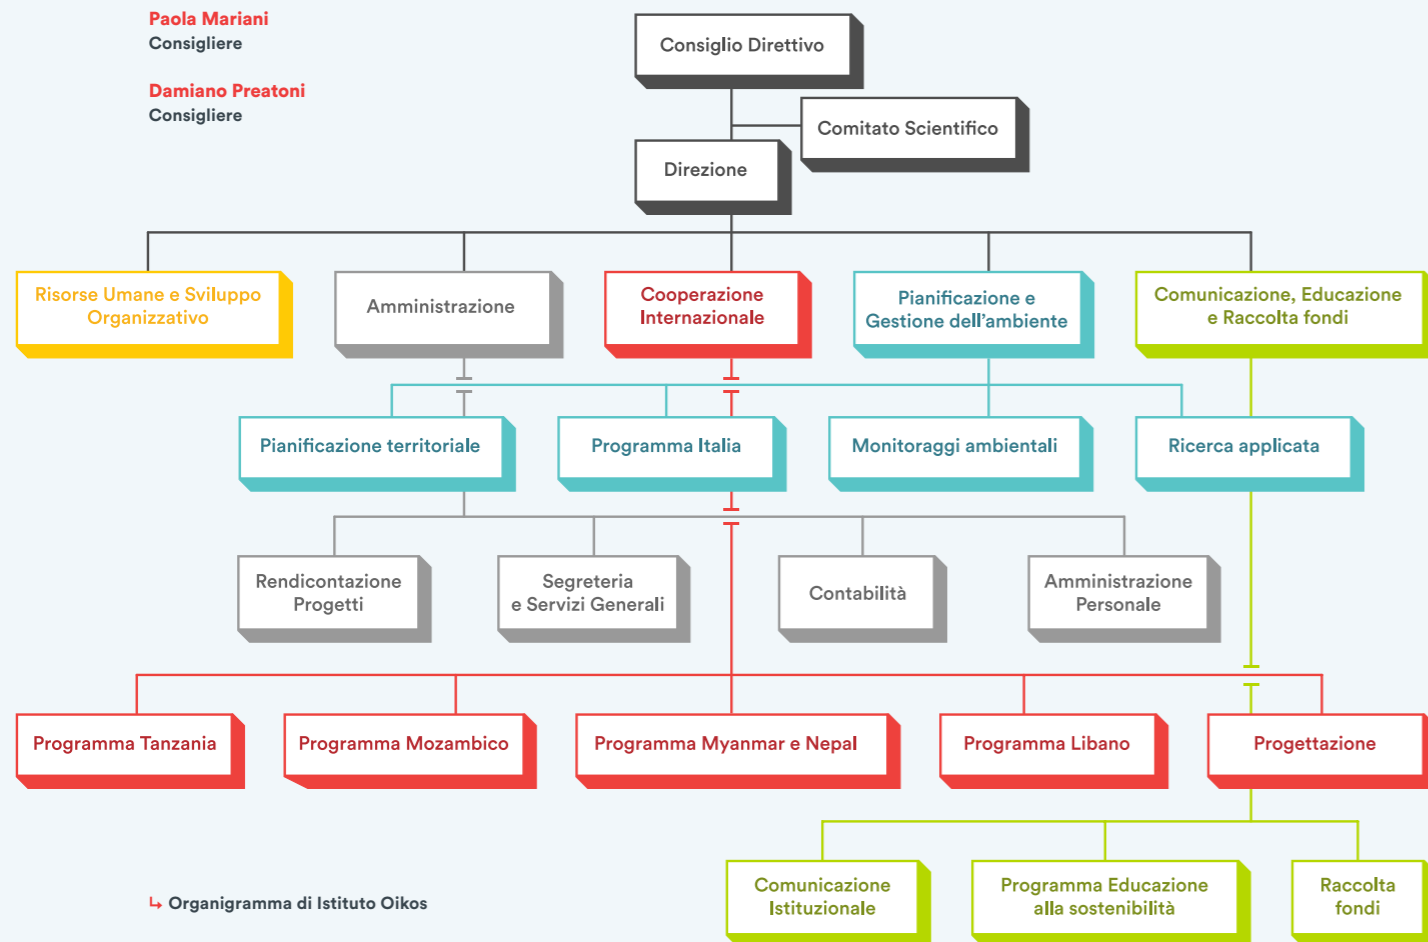 Paola Mariani
Consigliere
Damiano Preatoni
Consigliere
Consiglio Direttivo
Comitato Scientifico
Direzione
Risorse Umane e Sviluppo
Organizzativo
Amministrazione
Cooperazione
Internazionale
Pianificazione e
Gestione dell'ambiente
Comunicazione, Educazione
e Raccolta fondi
Pianificazione territoriale
Programma Italia
Monitoraggi ambientali
Ricerca applicata
Rendicontazione
Progetti
Segreteria
e Servizi Generali
Contabilità
Amministrazione
Personale
Programma Tanzania
Programma Mozambico
Programma Myanmar e Nepal
Programma Libano
Progettazione
Comunicazione
Istituzionale
Programma Educazione
alla sostenibilità
Raccolta
fondi
↳ Organigramma di Istituto Oikos